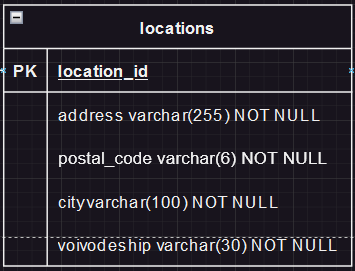 locations
PK location_id
address varchar(255) NOT NULL
postal_code varchar(6) NOT NULL
cityvarchar(100) NOT NULL
voivodeship varchar(30) NOT NULL